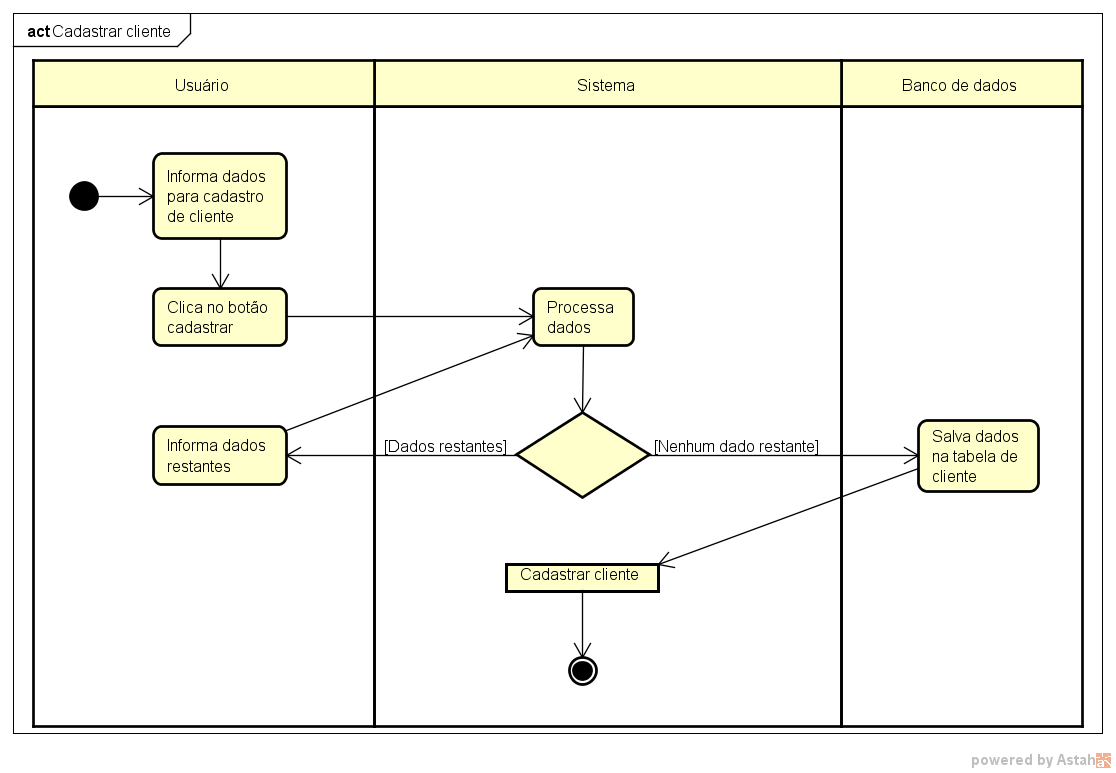 act Cadastrar cliente
Usuário
Sistema
Banco de dados
Informa dados
para cadastro
de cliente
Clica no botão
cadastrar
Processa
dados
Informa dados
restantes
[Dados restantes]
[Nenhum dado restante]
Salva dados
na tabela de
cliente
Cadastrar cliente
powered by Astah